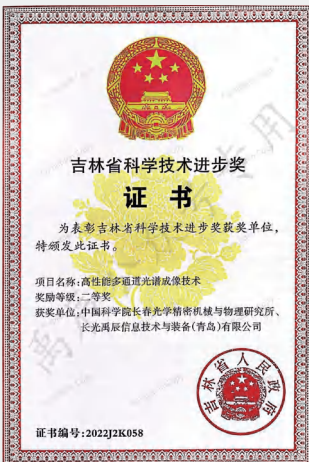 吉林省科学技术进步奖
证书
为表彰吉林省科学技术进步奖获奖单位，
特颁发此证书。
项目名称:高性能多通道光谱成像技术
奖励等级:二等奖
获奖单位:中国科学院长春光学精密机械与物理研究所、
长光禹辰信息技术与装备(青岛)有限公司
吉林省人民政府
证书编号:2022J2K058